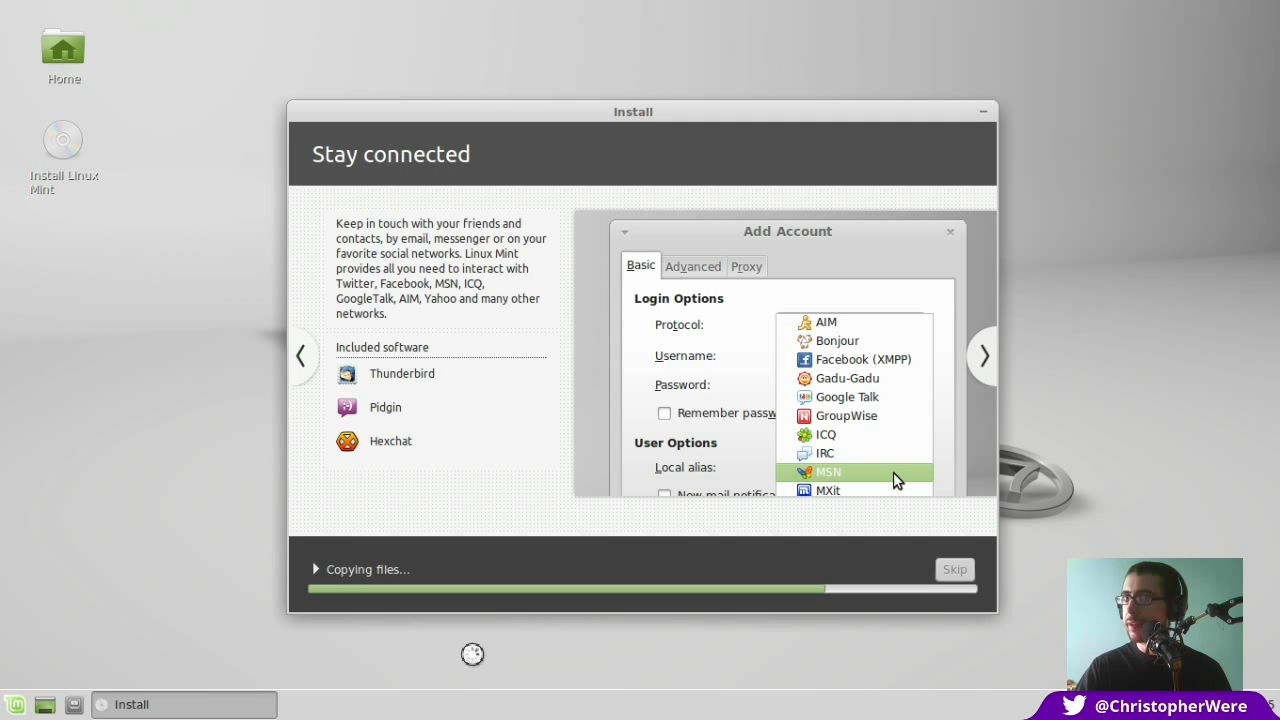 Home
Install Linux
Mint
Install
Stay connected
Keep in touch with your friends and
contacts, by email, messenger or on your
favorite social networks. Linux Mint
provides all you need to interact with
Twitter, Facebook, MSN, ICQ,
GoogleTalk, AIM, Yahoo and many other
networks.
Included software
Thunderbird
Pidgin
Hexchat
Add Account
Basic
Advanced
Proxy
Login Options
Protocol:
Username:
Password:
Remember passw
User Options
Local alias:
New mail notifica
AIM
Bonjour
Facebook (XMPP)
Gadu-Gadu
Google Talk
GroupWise
ICQ
IRC
MSN
MXit
Copying files...
Skip
Install
@ChristopherWere